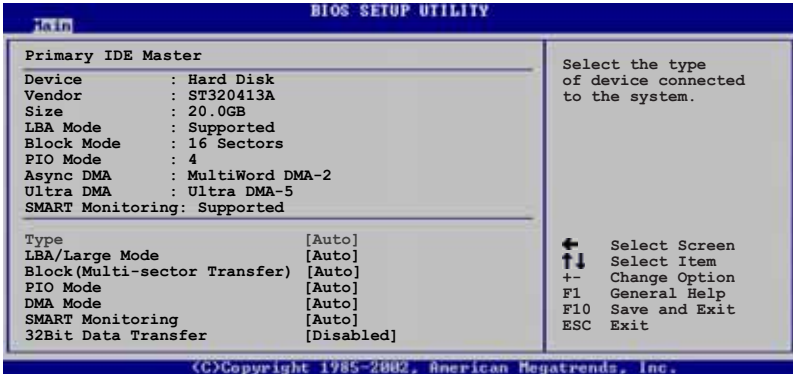 BIOS SETUP UTILITY
Main
Primary IDE Master
Device : Hard Disk
Vendor : ST320413A
Size : 20.0GB
LBA Mode : Supported
Block Mode : 16 Sectors
PIO Mode : 4
Async DMA : MultiWord DMA-2
Ultra DMA : Ultra DMA-5
SMART Monitoring: Supported
Type [Auto]
LBA/Large Mode [Auto]
Block(Multi-sector Transfer) [Auto]
PIO Mode [Auto]
DMA Mode [Auto]
SMART Monitoring [Auto]
32Bit Data Transfer [Disabled]
Select the type
of device connected
to the system.
← Select Screen
↑↓ Select Item
+- Change Option
F1 General Help
F10 Save and Exit
ESC Exit
(C)Copyright 1985-2002, American Megatrends, Inc.